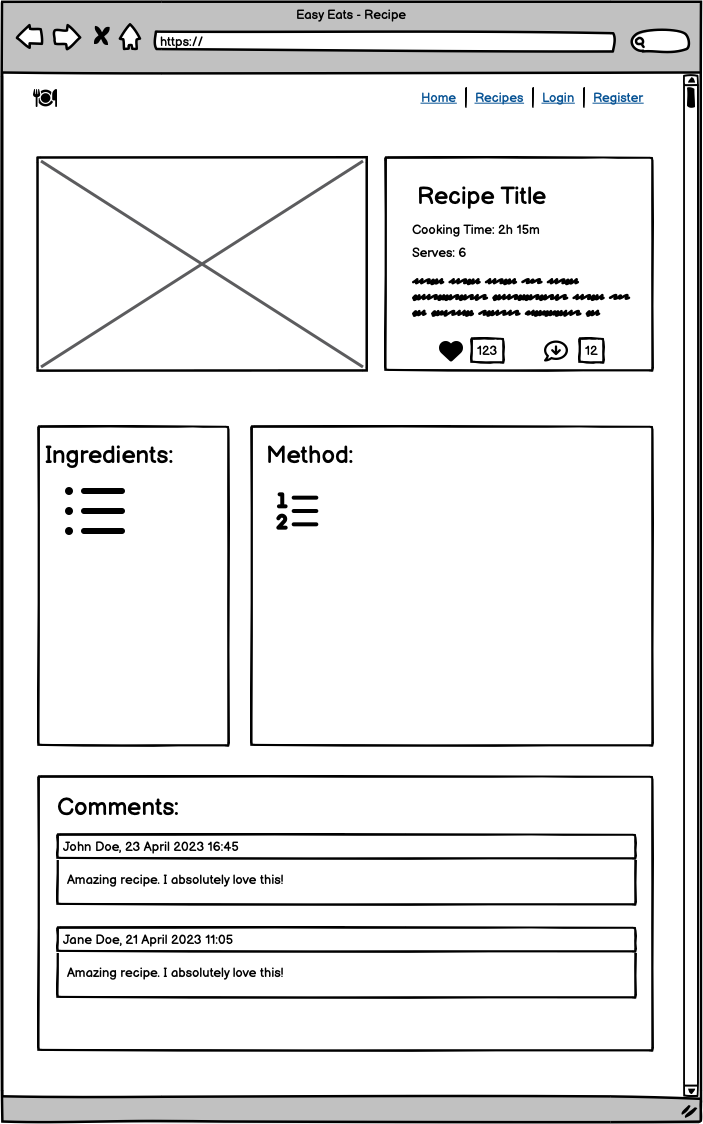 Easy Eats - Recipe
https://
Home Recipes Login Register
Recipe Title
Cooking Time: 2h 15m
Serves: 6
123 12
Ingredients:
Method:
1
2
Comments:
John Doe, 23 April 2023 16:45
Amazing recipe. I absolutely love this!
Jane Doe, 21 April 2023 11:05
Amazing recipe. I absolutely love this!